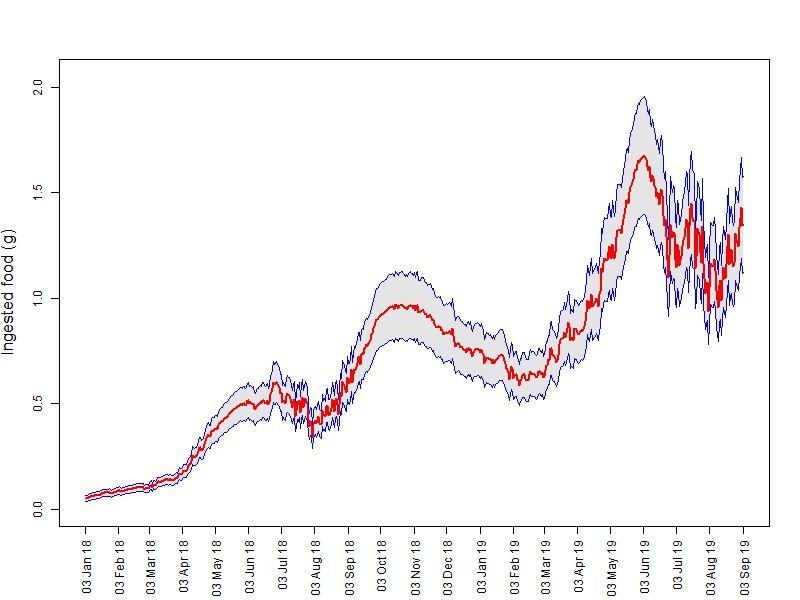 Ingested food (g)
2.0
1.5
1.0
0.5
0.0
03 Jan 18
03 Feb 18
03 Mar 18
03 Apr 18
03 May 18
03 Jun 18
03 Jul 18
03 Aug 18
03 Sep 18
03 Oct 18
03 Nov 18
03 Dec 18
03 Jan 19
03 Feb 19
03 Mar 19
03 Apr 19
03 May 19
03 Jun 19
03 Jul 19
03 Aug 19
03 Sep 19